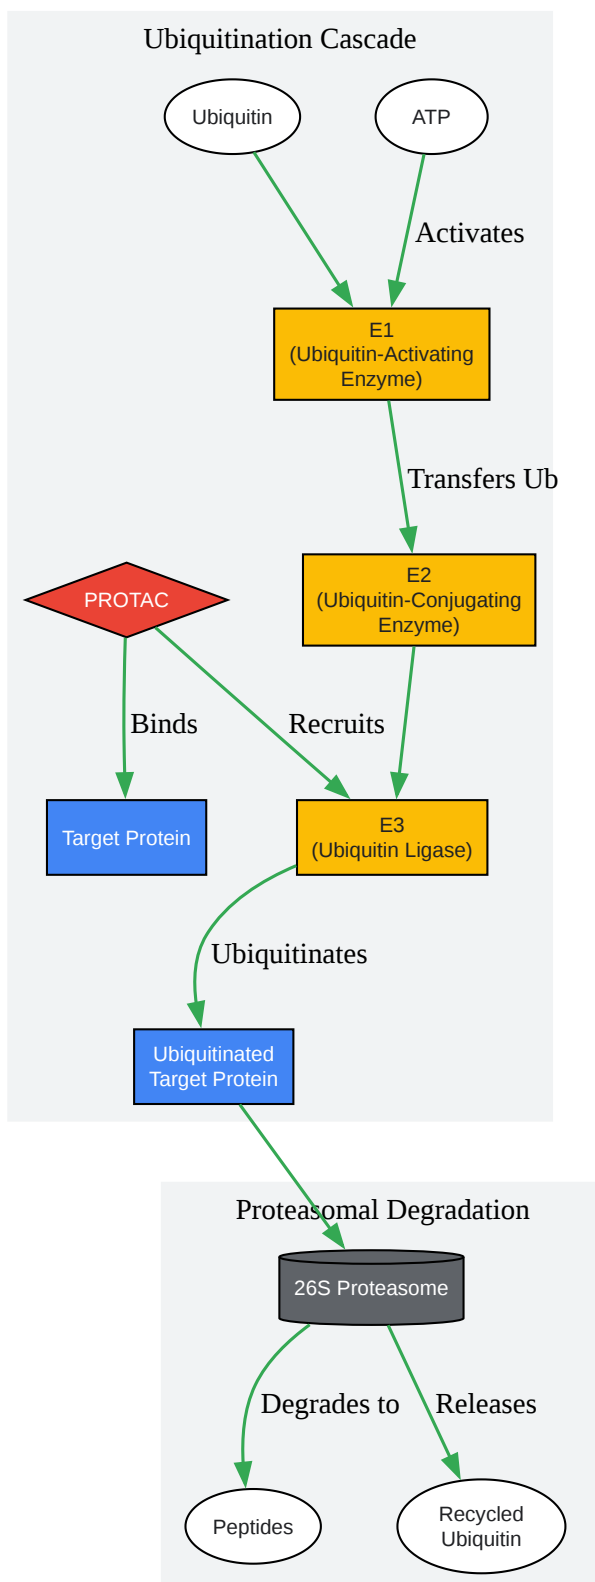 Ubiquitination Cascade
Ubiquitin
ATP
Activates
E1
(Ubiquitin-Activating
Enzyme)
Transfers Ub
E2
(Ubiquitin-Conjugating
Enzyme)
PROTAC
Binds
Recruits
Target Protein
E3
(Ubiquitin Ligase)
Ubiquitinates
Ubiquitinated
Target Protein
Proteasomal Degradation
26S Proteasome
Degrades to
Releases
Peptides
Recycled
Ubiquitin